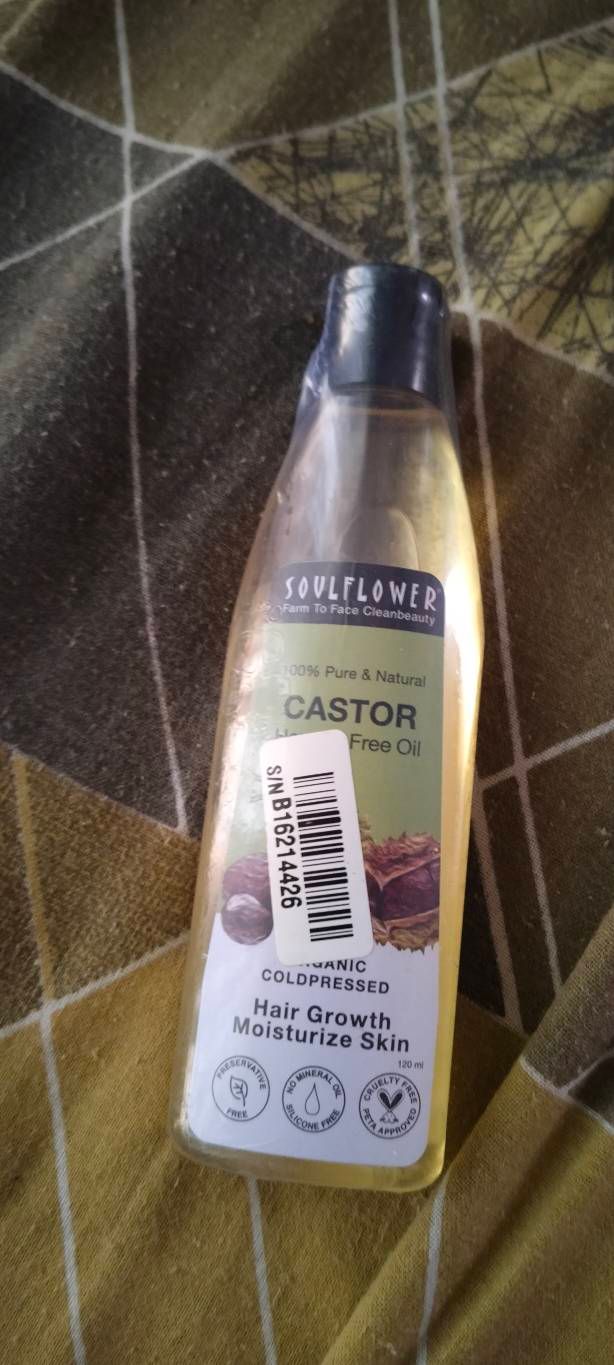 SOULFLOWER
Farm To Face Cleanbeauty
100% Pure & Natural
CASTOR
Free Oil
S/N B16214426
COLDPRESSED
Hair Growth
Moisturize Skin
120 ml
PRESERVATIVE FREE
NO MINERAL OIL SILICONE FREE
CRUELTY FREE PETA APPROVED